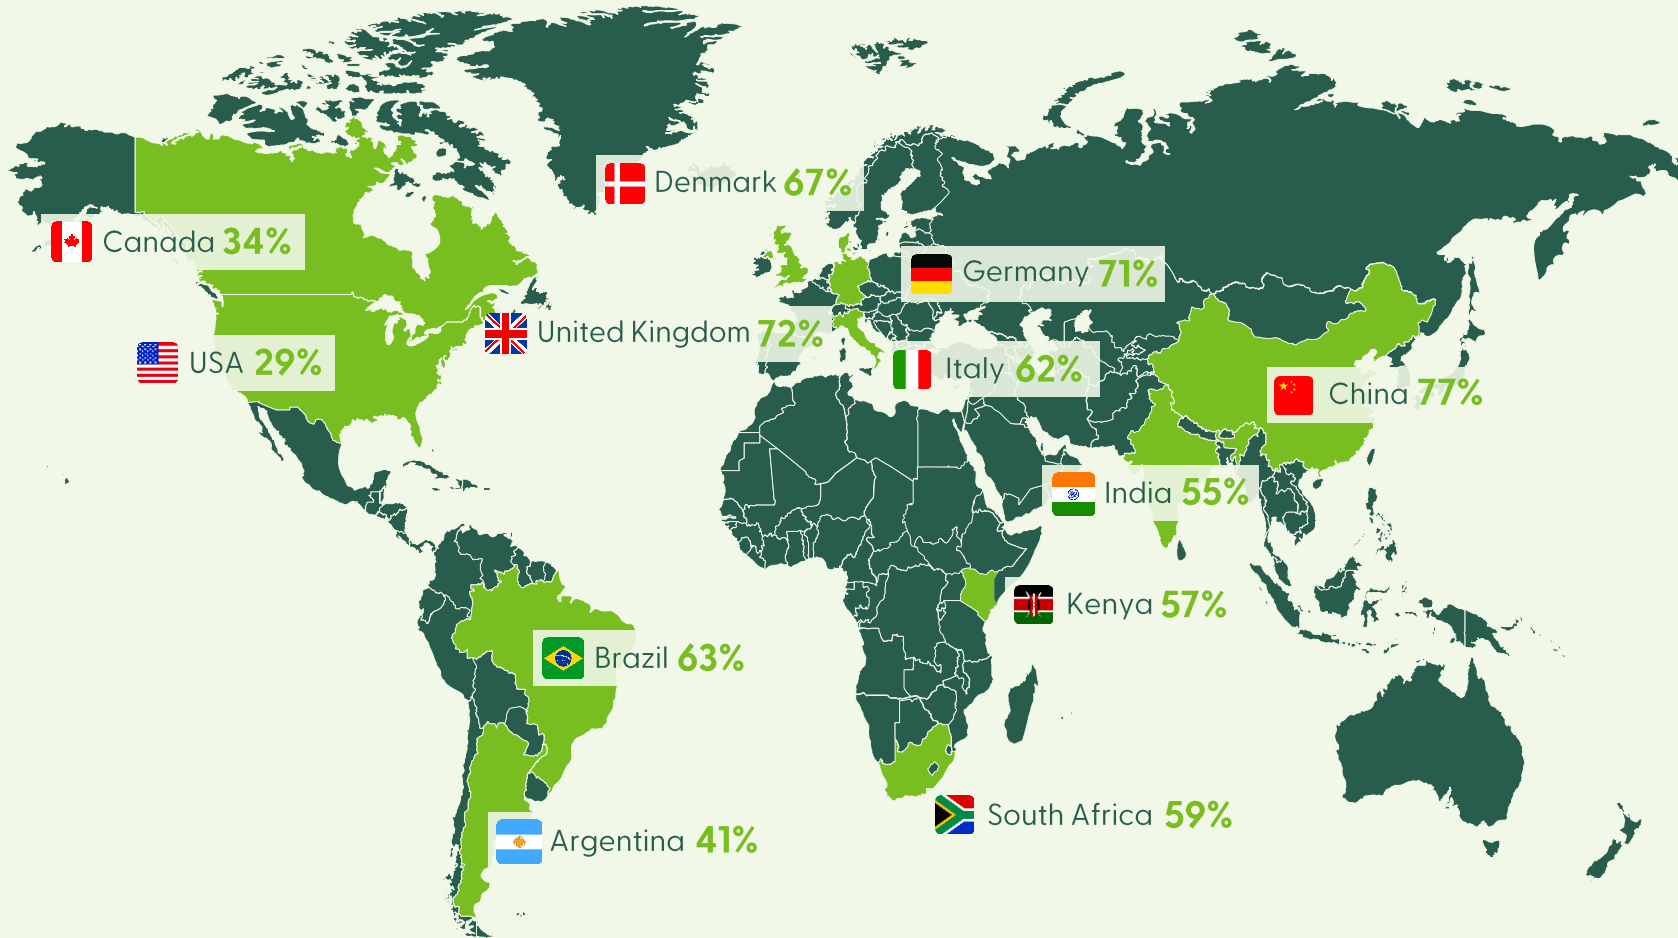 Denmark 67%
Canada 34%
Germany 71%
United Kingdom 72%
USA 29%
Italy 62%
China 77%
India 55%
Kenya 57%
Brazil 63%
South Africa 59%
Argentina 41%